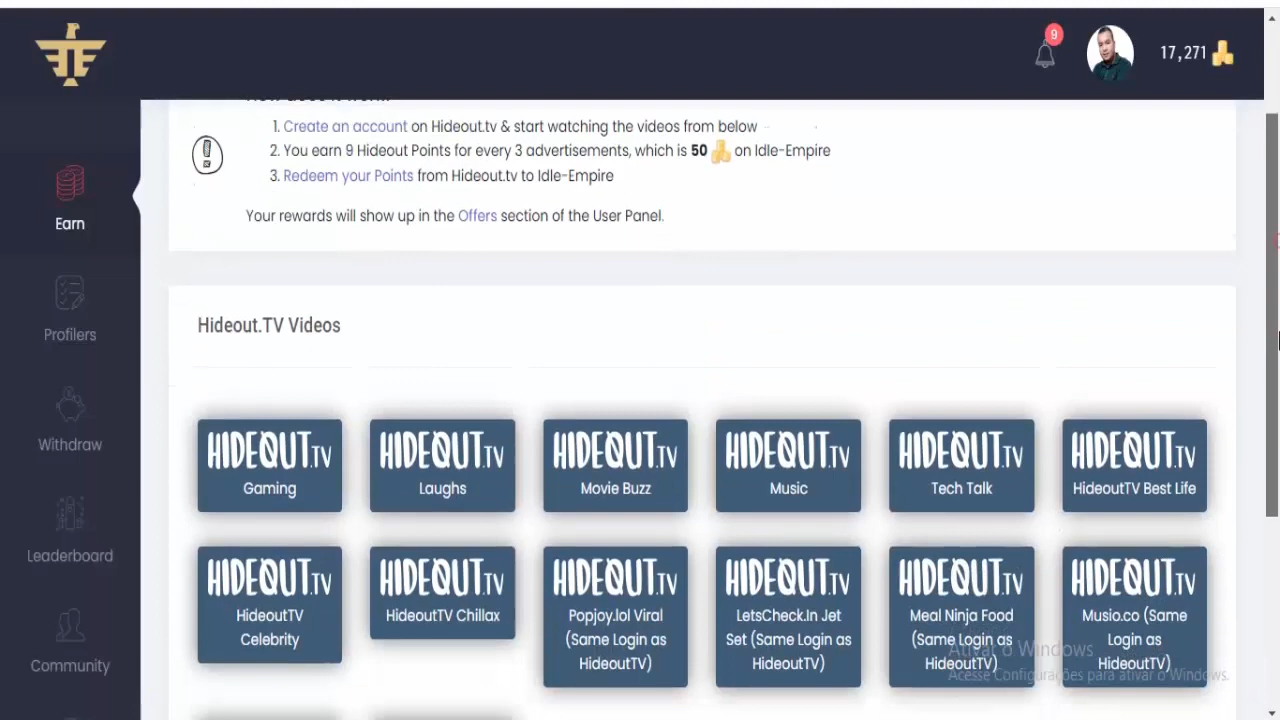 9
17,271
1. Create an account on Hideout.tv & start watching the videos from below
2. You earn 9 Hideout Points for every 3 advertisements, which is 50 on Idle-Empire
3. Redeem your Points from Hideout.tv to Idle-Empire
Your rewards will show up in the Offers section of the User Panel.
Earn
Profilers
Withdraw
Leaderboard
Community
Hideout.TV Videos
HIDEOUT.TV
Gaming
HIDEOUT.TV
Laughs
HIDEOUT.TV
Movie Buzz
HIDEOUT.TV
Music
HIDEOUT.TV
Tech Talk
HIDEOUT.TV
HideoutTV Best Life
HIDEOUT.TV
HideoutTV
Celebrity
HIDEOUT.TV
HideoutTV Chillax
HIDEOUT.TV
Popjoy.lol Viral
(Same Login as
HideoutTV)
HIDEOUT.TV
LetsCheck.In Jet
Set (Same Login as
HideoutTV)
HIDEOUT.TV
Meal Ninja Food
(Same Login as
HideoutTV)
HIDEOUT.TV
Musio.co (Same
Login as
HideoutTV)
Ativar o Windows
Acesse Configurações para ativar o Windows.